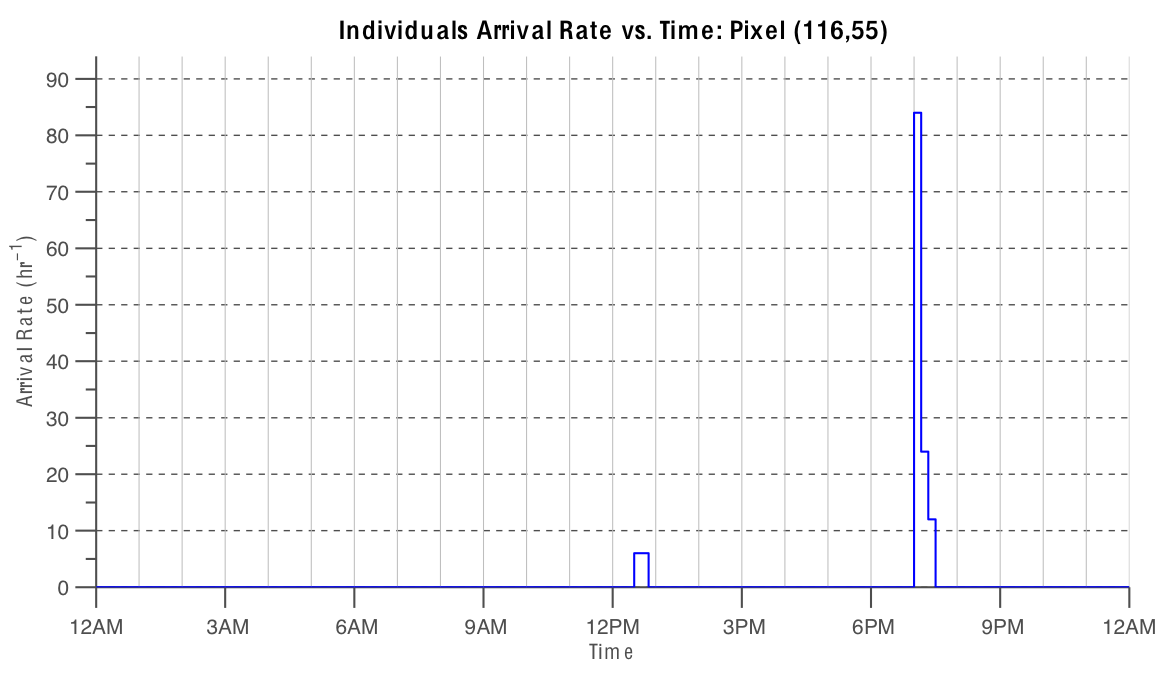 Individuals Arrival Rate vs. Time: Pixel (116,55)
Arrival Rate (hr⁻¹)
90
80
70
60
50
40
30
20
10
0
12AM 3AM 6AM 9AM 12PM 3PM 6PM 9PM 12AM
Time